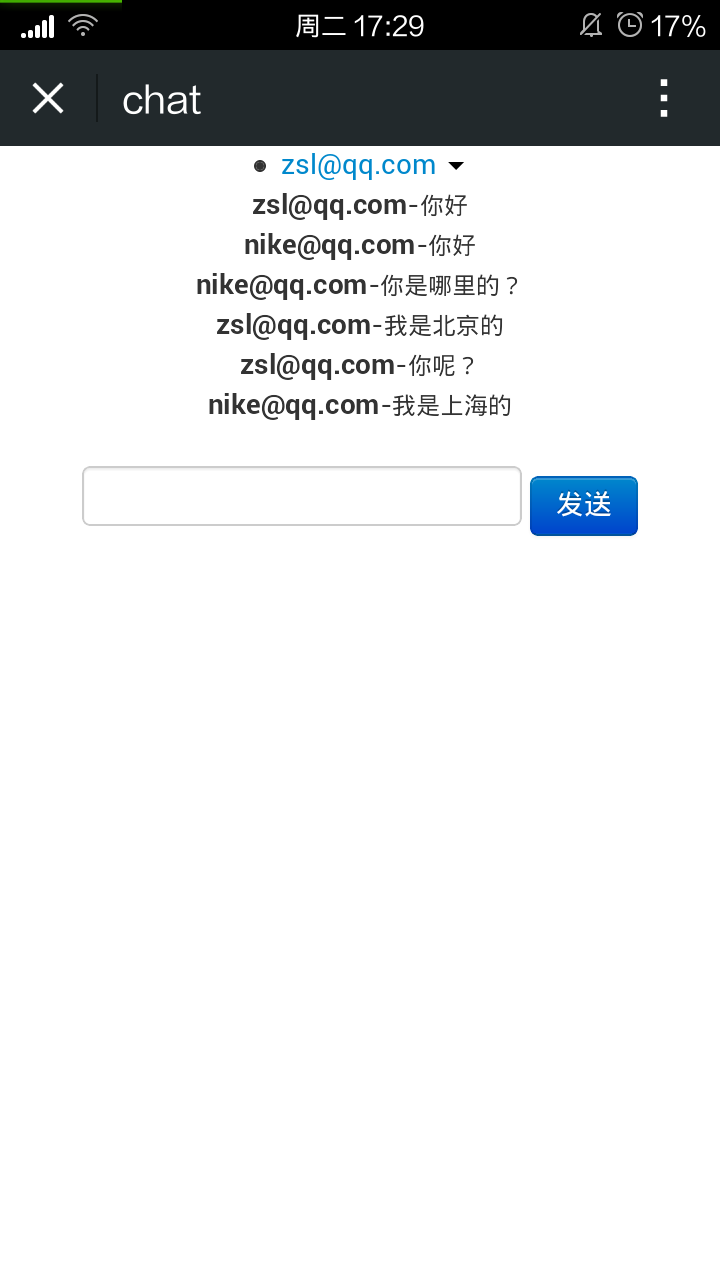 周二 17:29 17%
chat
zsl@qq.com
zsl@qq.com-你好
nike@qq.com-你好
nike@qq.com-你是哪里的？
zsl@qq.com-我是北京的
zsl@qq.com-你呢？
nike@qq.com-我是上海的
发送